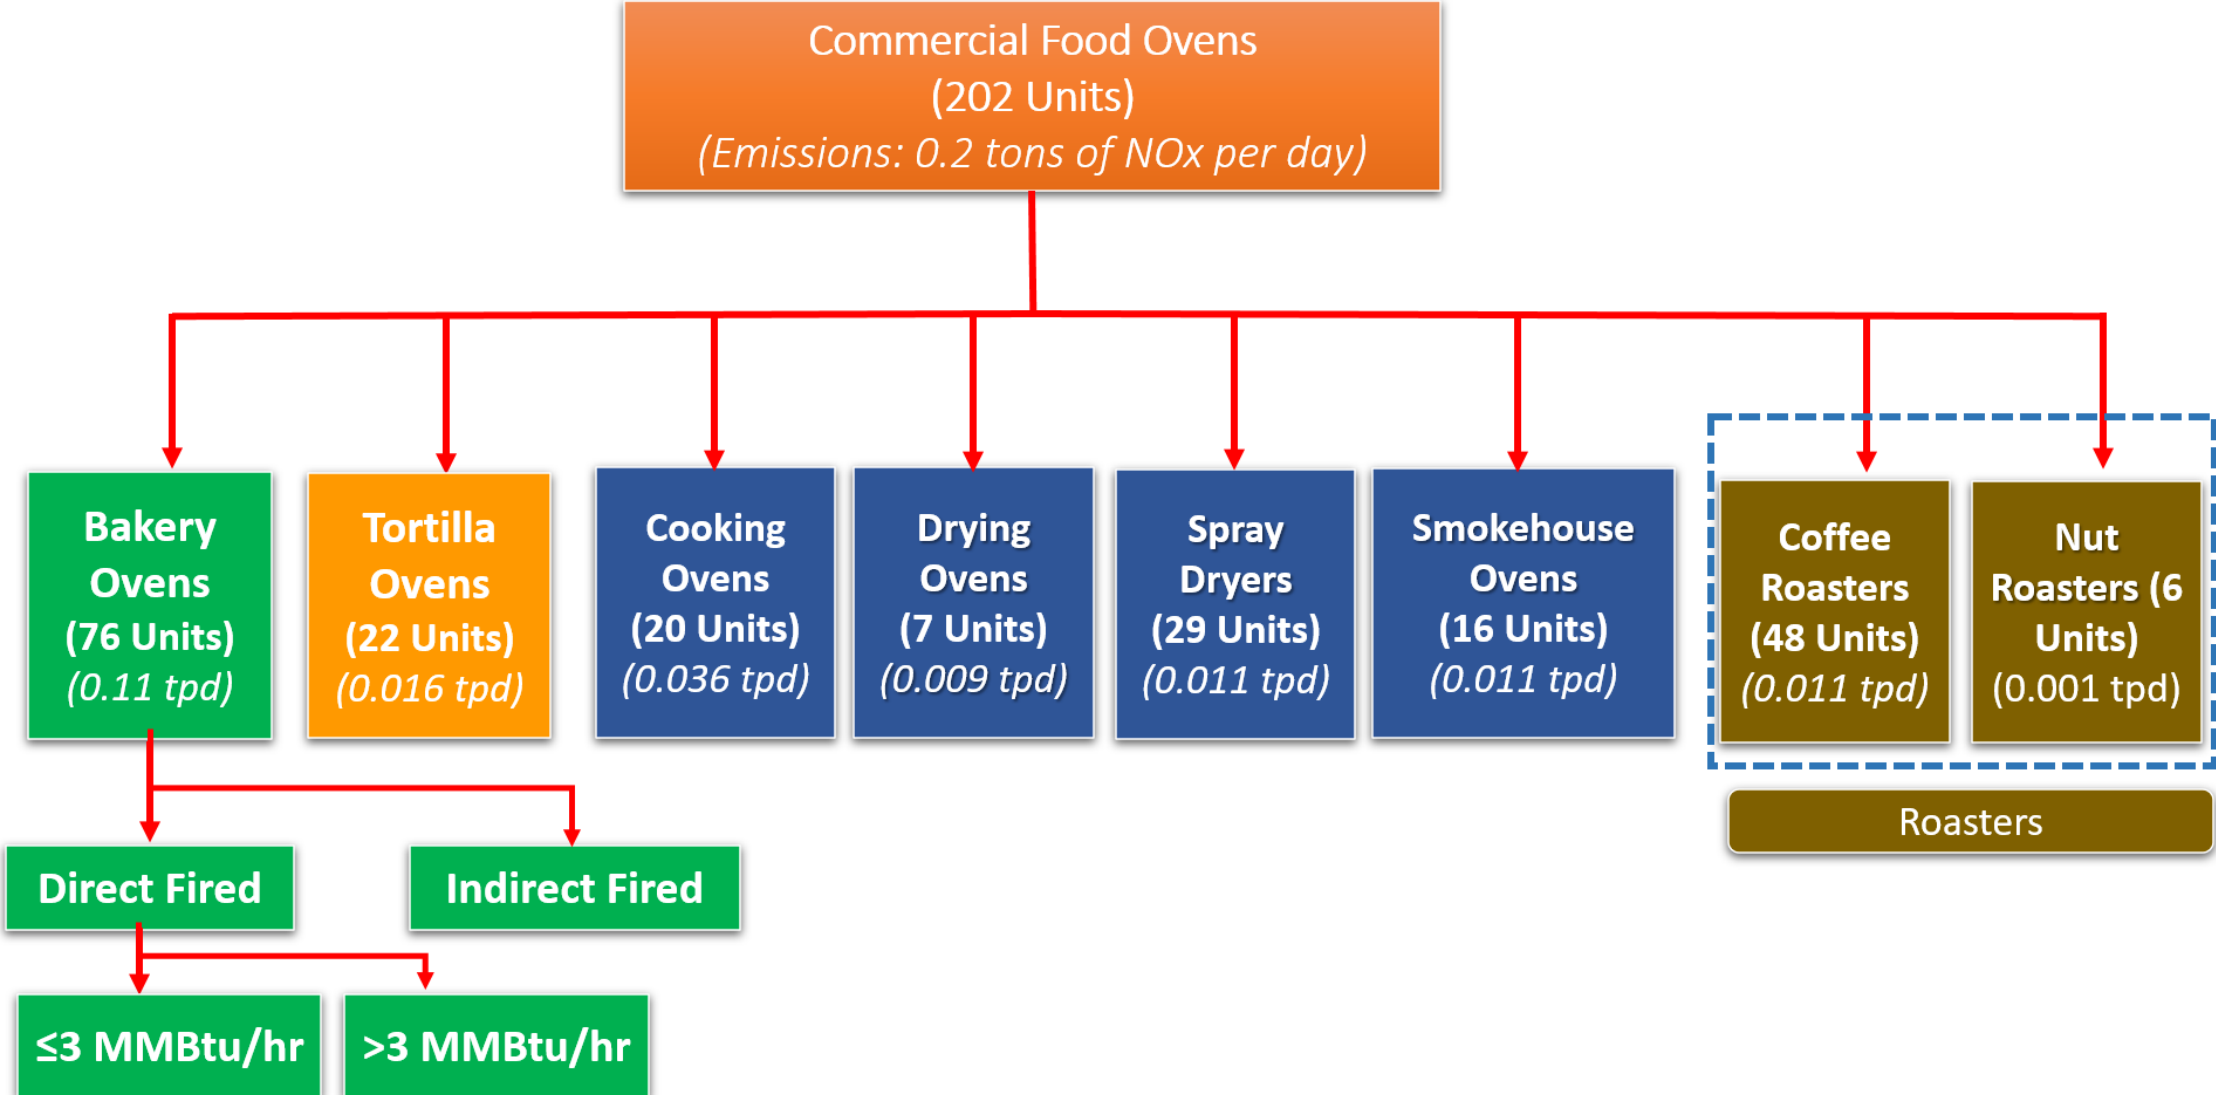 Commercial Food Ovens
(202 Units)
(Emissions: 0.2 tons of NOx per day)
Bakery
Ovens
(76 Units)
(0.11 tpd)
Tortilla
Ovens
(22 Units)
(0.016 tpd)
Cooking
Ovens
(20 Units)
(0.036 tpd)
Drying
Ovens
(7 Units)
(0.009 tpd)
Spray
Dryers
(29 Units)
(0.011 tpd)
Smokehouse
Ovens
(16 Units)
(0.011 tpd)
Coffee
Roasters
(48 Units)
(0.011 tpd)
Nut
Roasters (6
Units)
(0.001 tpd)
Roasters
Direct Fired
Indirect Fired
≤3 MMBtu/hr
>3 MMBtu/hr